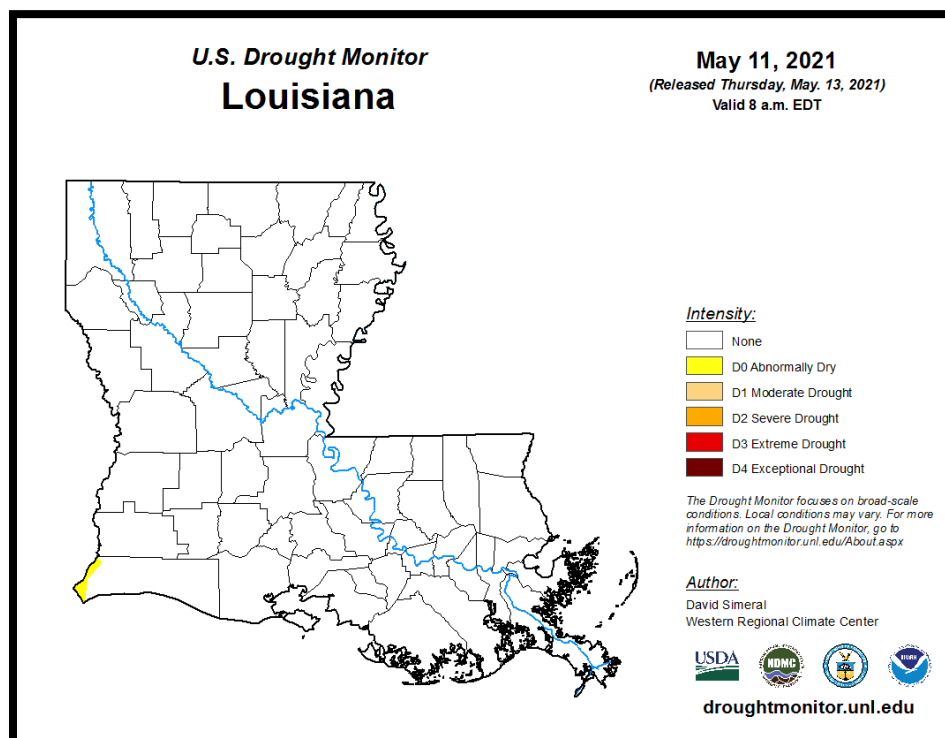 U.S. Drought Monitor
Louisiana
May 11, 2021
(Released Thursday, May. 13, 2021)
Valid 8 a.m. EDT
Intensity:
None
D0 Abnormally Dry
D1 Moderate Drought
D2 Severe Drought
D3 Extreme Drought
D4 Exceptional Drought
The Drought Monitor focuses on broad-scale
conditions. Local conditions may vary. For more
information on the Drought Monitor, go to
https://droughtmonitor.unl.edu/About.aspx
Author:
David Simeral
Western Regional Climate Center
USDA
NDMC
NOAA
droughtmonitor.unl.edu